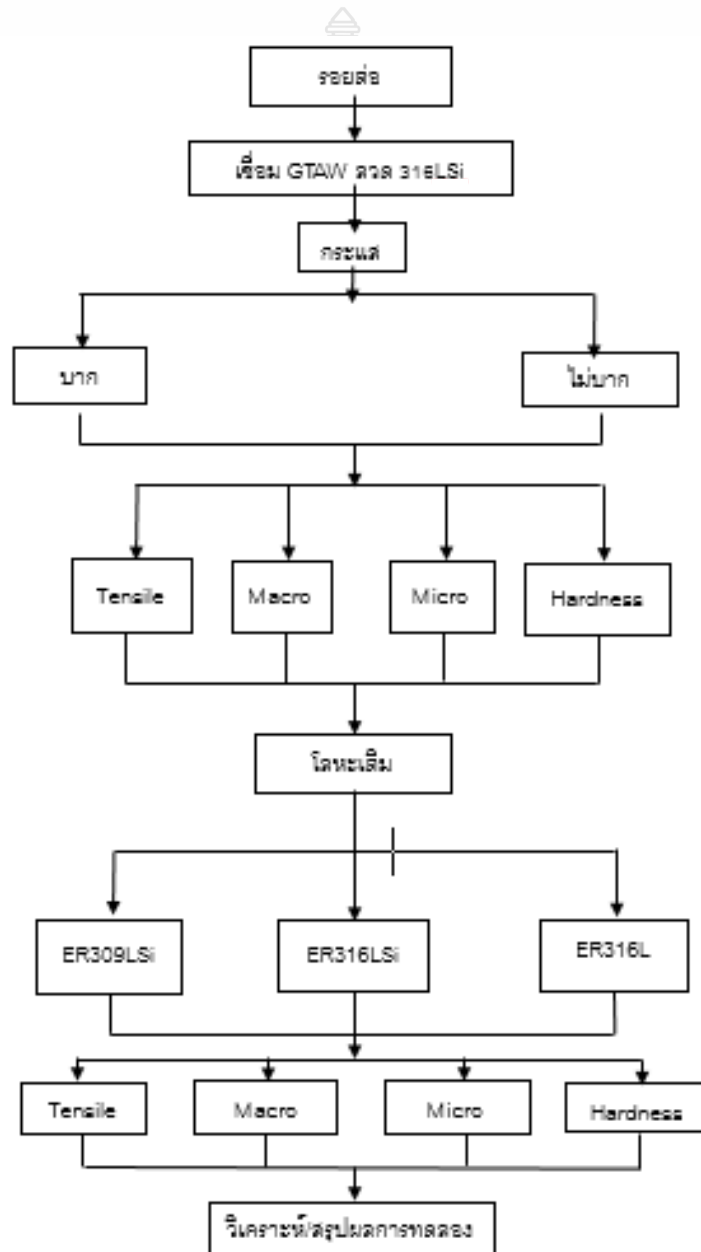 รอยต่อ
เชื่อม GTAW ลวด 316LSi
กระแส
บาก
ไม่บาก
Tensile
Macro
Micro
Hardness
โลหะเติม
ER309LSi
ER316LSi
ER316L
Tensile
Macro
Micro
Hardness
วิเคราะห์/สรุปผลการทดลอง